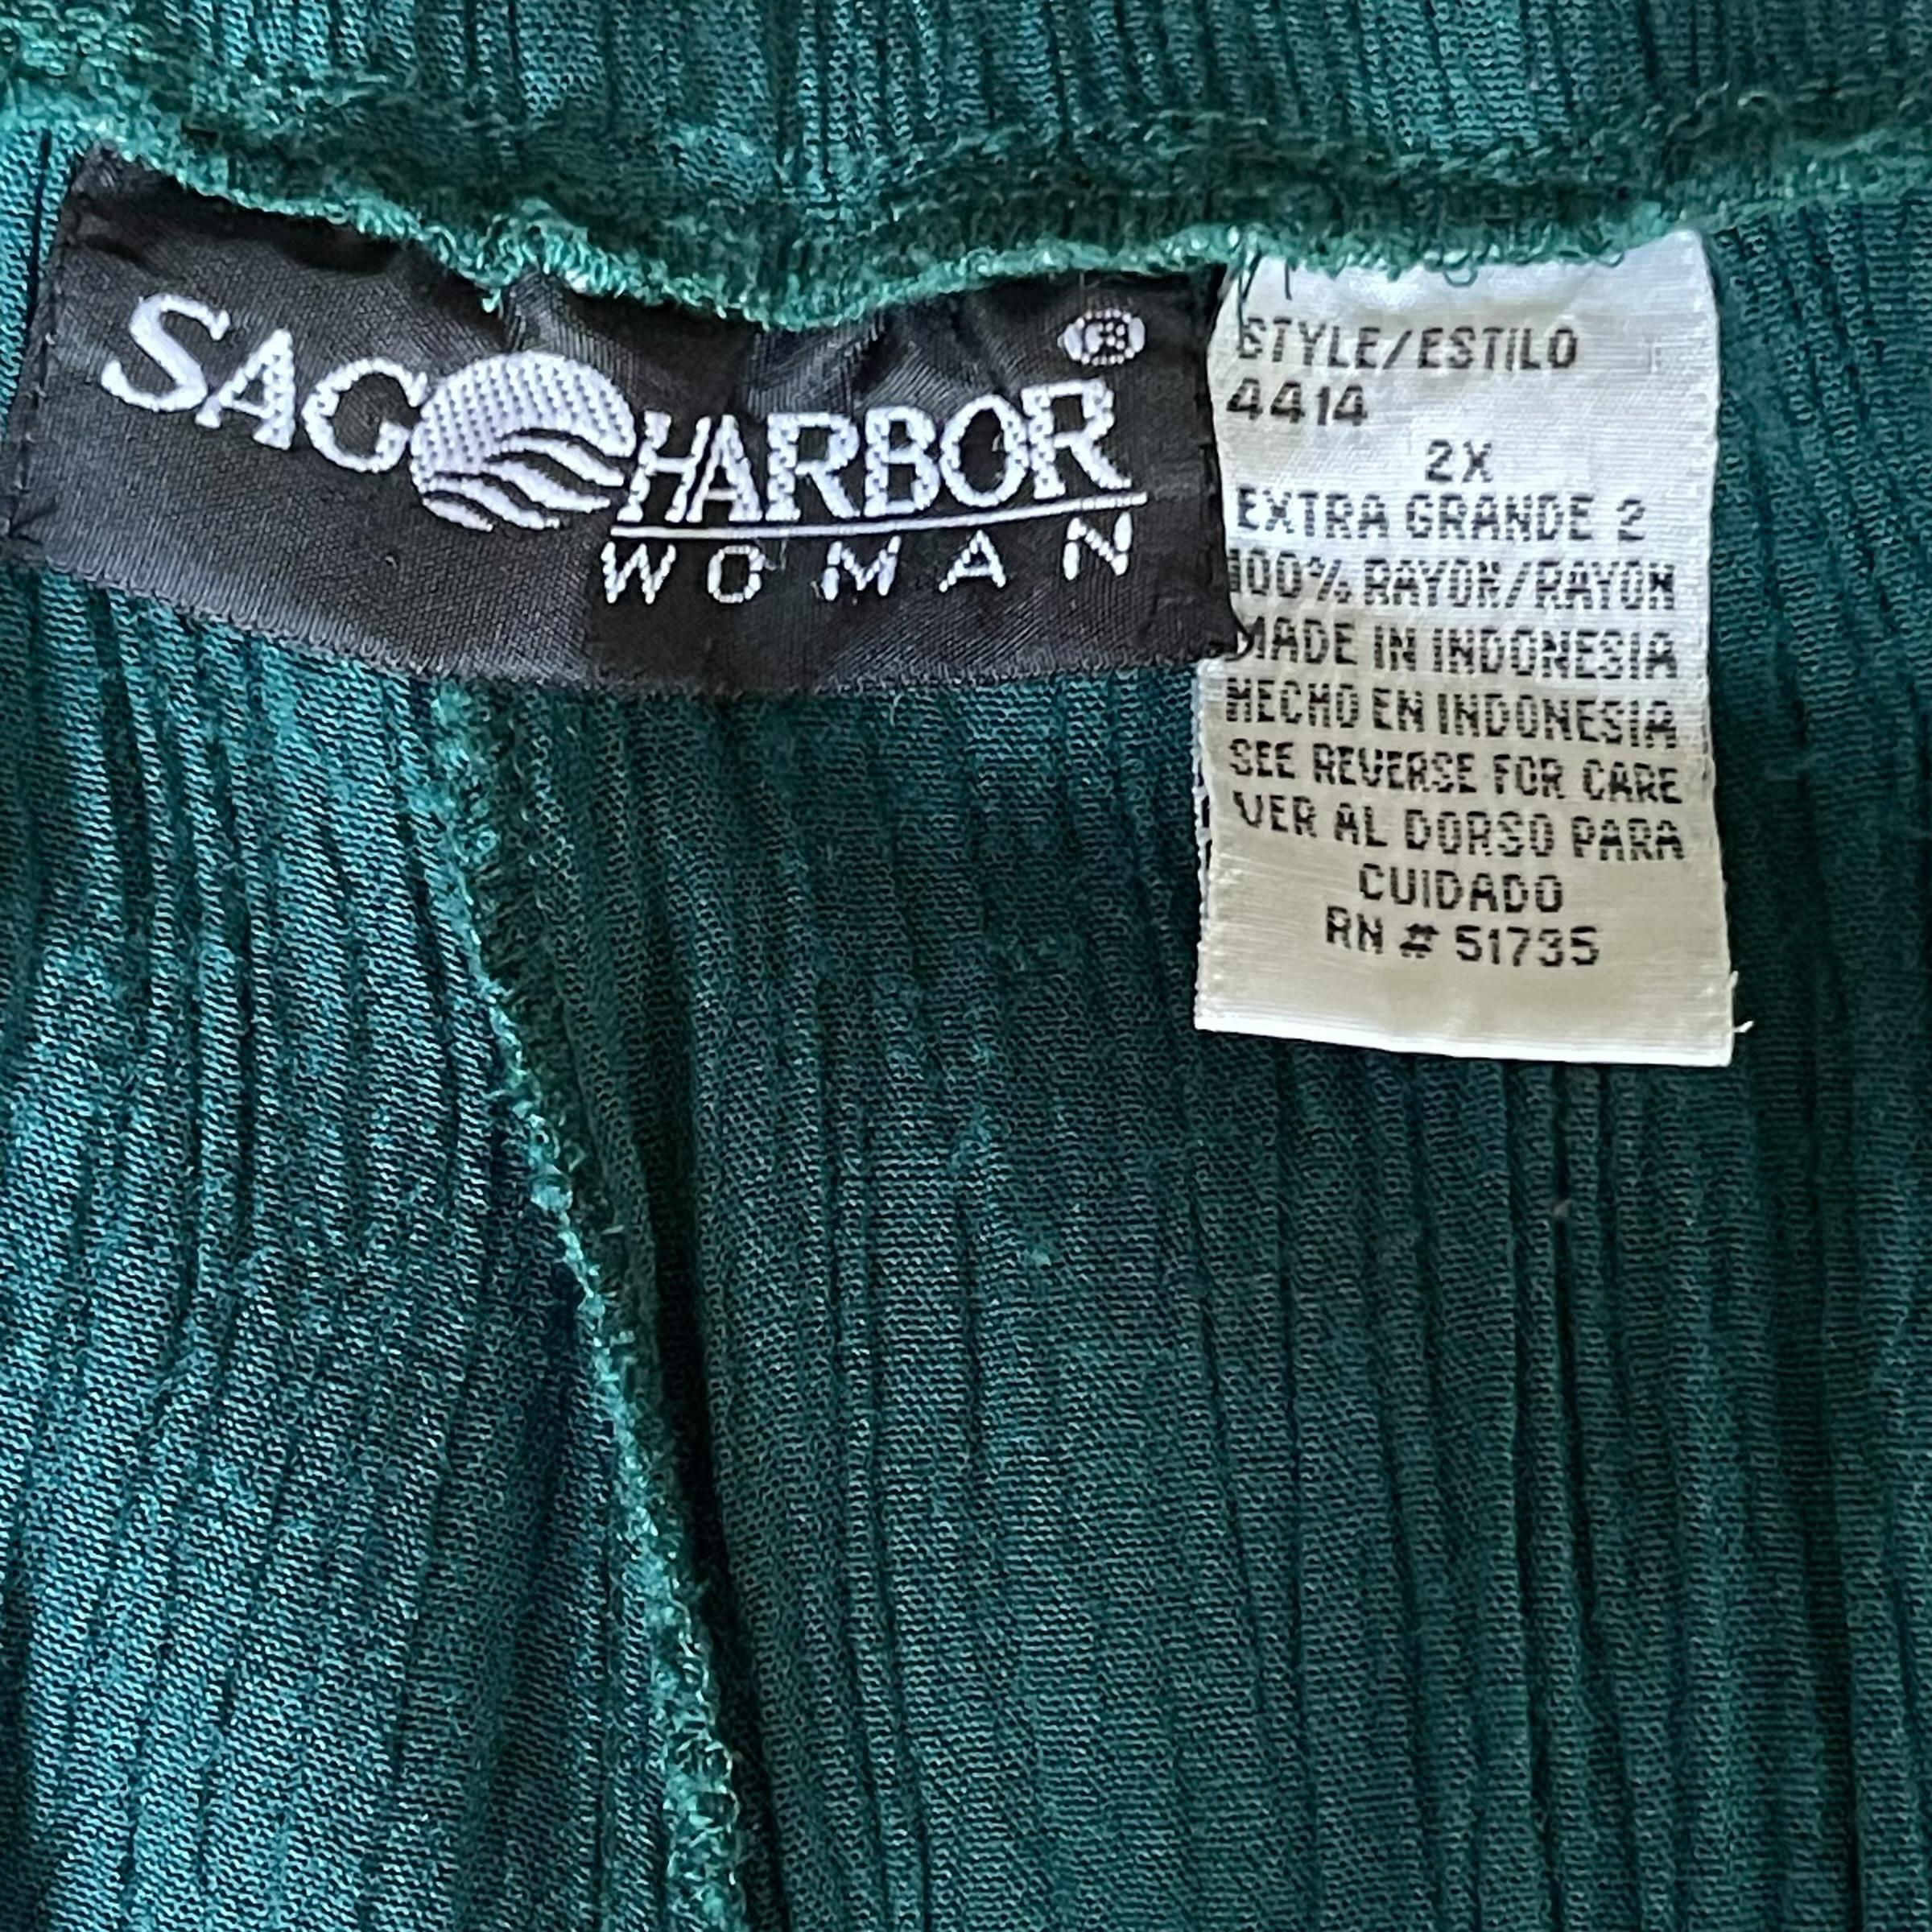 SAG HARBOR®
WOMAN
STYLE/ESTILO
4414
2X
EXTRA GRANDE 2
100% RAYON/RAYON
MADE IN INDONESIA
HECHO EN INDONESIA
SEE REVERSE FOR CARE
VER AL DORSO PARA
CUIDADO
RN # 51735